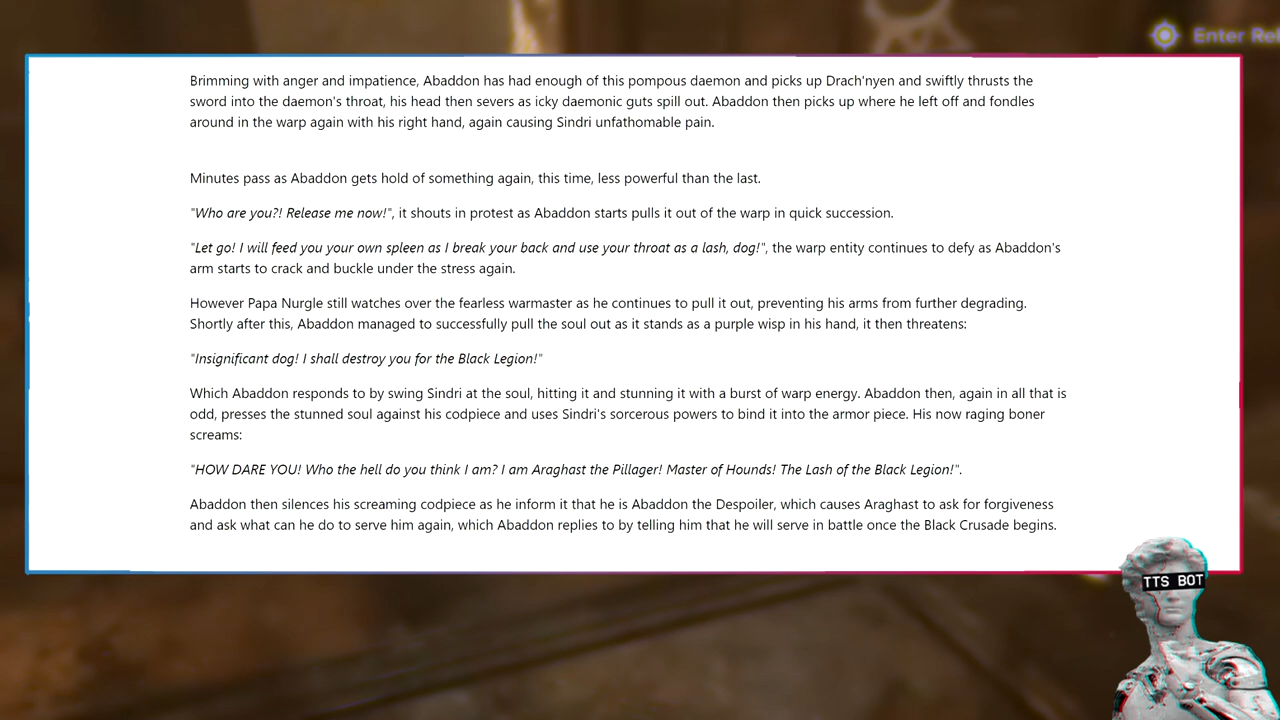 Enter Rel
Brimming with anger and impatience, Abaddon has had enough of this pompous daemon and picks up Drach'nyen and swiftly thrusts the
sword into the daemon's throat, his head then severs as icky daemonic guts spill out. Abaddon then picks up where he left off and fondles
around in the warp again with his right hand, again causing Sindri unfathomable pain.
Minutes pass as Abaddon gets hold of something again, this time, less powerful than the last.
"Who are you?! Release me now!", it shouts in protest as Abaddon starts pulls it out of the warp in quick succession.
"Let go! I will feed you your own spleen as I break your back and use your throat as a lash, dog!", the warp entity continues to defy as Abaddon's
arm starts to crack and buckle under the stress again.
However Papa Nurgle still watches over the fearless warmaster as he continues to pull it out, preventing his arms from further degrading.
Shortly after this, Abaddon managed to successfully pull the soul out as it stands as a purple wisp in his hand, it then threatens:
"Insignificant dog! I shall destroy you for the Black Legion!"
Which Abaddon responds to by swing Sindri at the soul, hitting it and stunning it with a burst of warp energy. Abaddon then, again in all that is
odd, presses the stunned soul against his codpiece and uses Sindri's sorcerous powers to bind it into the armor piece. His now raging boner
screams:
"HOW DARE YOU! Who the hell do you think I am? I am Araghast the Pillager! Master of Hounds! The Lash of the Black Legion!".
Abaddon then silences his screaming codpiece as he inform it that he is Abaddon the Despoiler, which causes Araghast to ask for forgiveness
and ask what can he do to serve him again, which Abaddon replies to by telling him that he will serve in battle once the Black Crusade begins.
TTS BOT